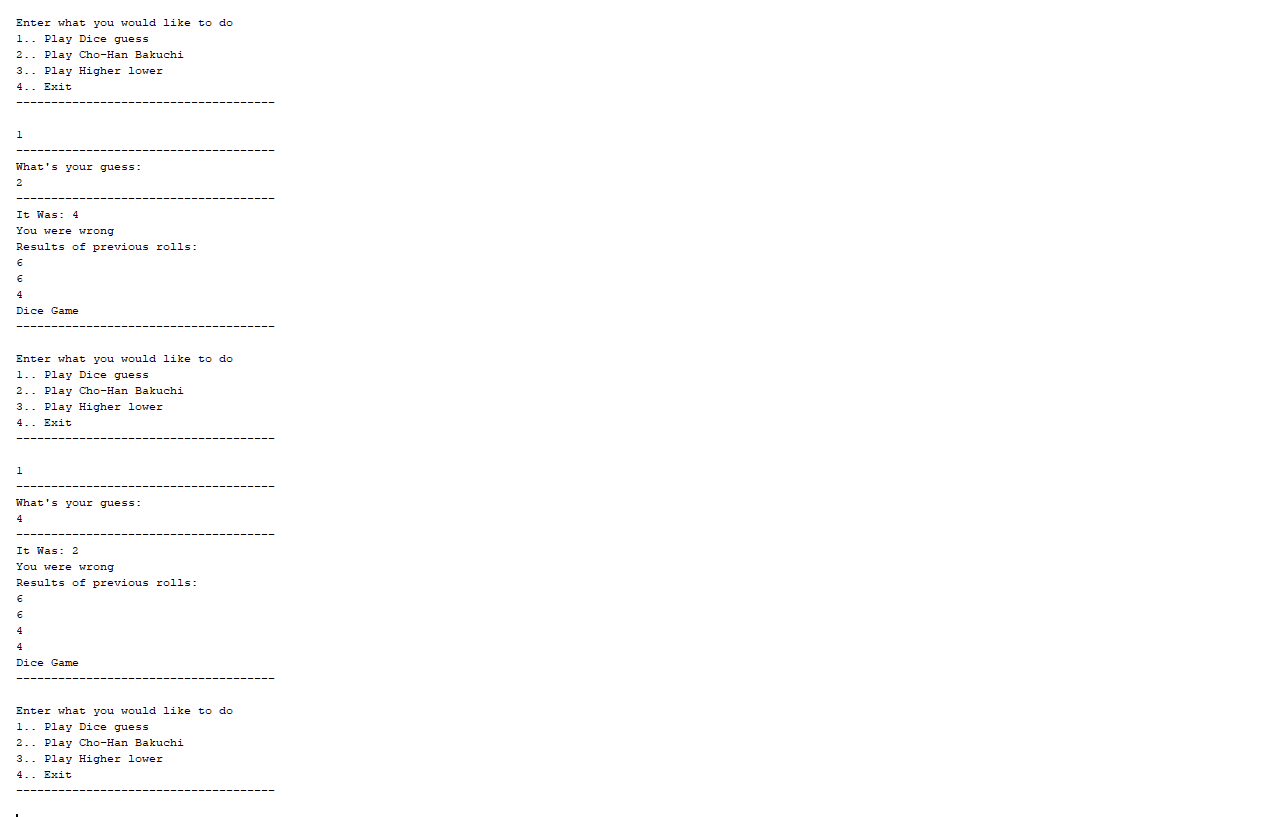 Enter what you would like to do
1.. Play Dice guess
2.. Play Cho-Han Bakuchi
3.. Play Higher lower
4.. Exit
-------------------------------------
1
-------------------------------------
What's your guess:
2
-------------------------------------
It Was: 4
You were wrong
Results of previous rolls:
6
6
4
Dice Game
-------------------------------------
Enter what you would like to do
1.. Play Dice guess
2.. Play Cho-Han Bakuchi
3.. Play Higher lower
4.. Exit
-------------------------------------
1
-------------------------------------
What's your guess:
4
-------------------------------------
It Was: 2
You were wrong
Results of previous rolls:
6
6
4
4
Dice Game
-------------------------------------
Enter what you would like to do
1.. Play Dice guess
2.. Play Cho-Han Bakuchi
3.. Play Higher lower
4.. Exit
-------------------------------------